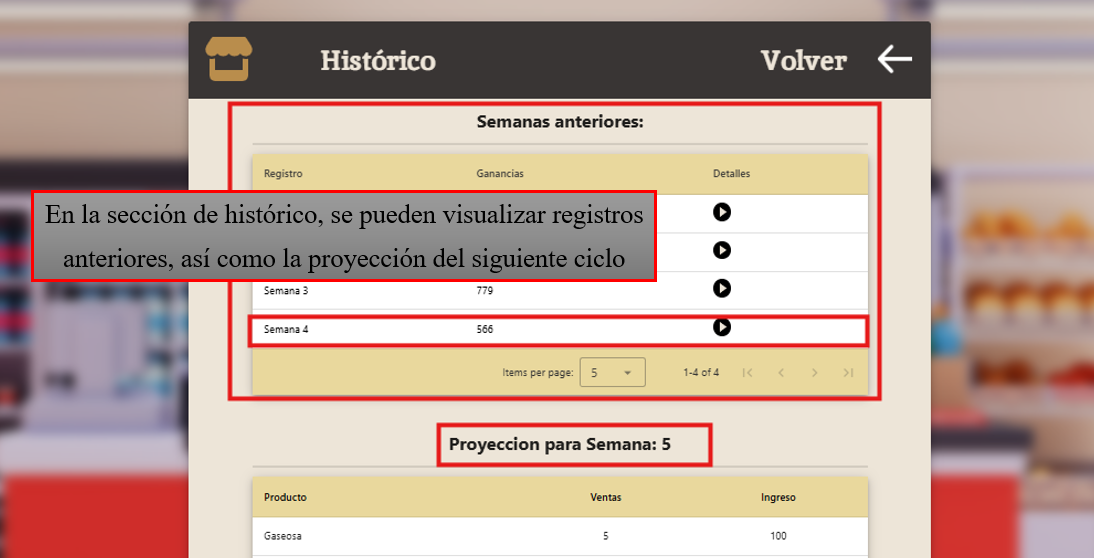 Histórico
Volver
Semanas anteriores:
Registro Ganancias Detalles
En la sección de histórico, se pueden visualizar registros
anteriores, así como la proyección del siguiente ciclo
Semana 3 779
Semana 4 566
Items per page: 5 1-4 of 4
Proyeccion para Semana: 5
Producto Ventas Ingreso
Gaseosa 5 100